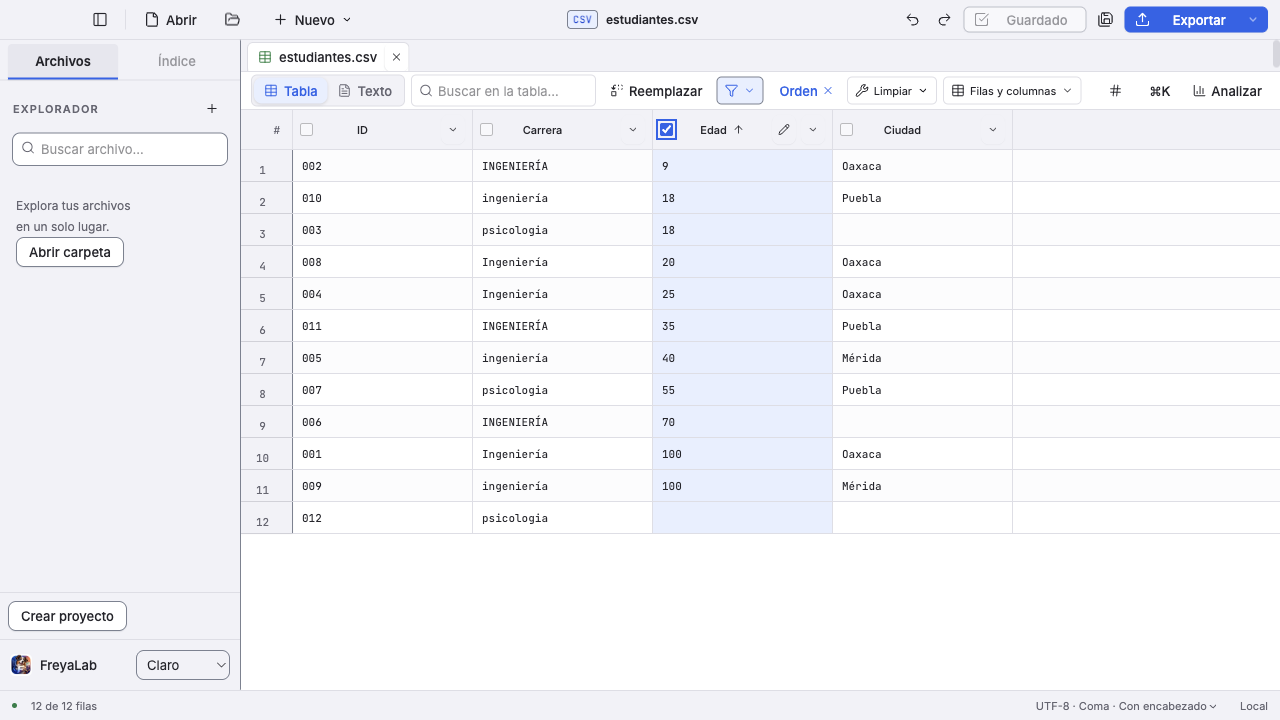 Abrir
Nuevo
CSV estudiantes.csv
Guardado
Exportar
Archivos
Índice
estudiantes.csv
EXPLORADOR
Buscar archivo...
Explora tus archivos
en un solo lugar.
Abrir carpeta
Crear proyecto
FreyaLab
Claro
Tabla
Texto
Buscar en la tabla...
Reemplazar
Orden
Limpiar
Filas y columnas
⌘K
Analizar
# ID Carrera Edad ↑ Ciudad
1 002 INGENIERÍA 9 Oaxaca
2 010 ingeniería 18 Puebla
3 003 psicologia 18
4 008 Ingeniería 20 Oaxaca
5 004 Ingeniería 25 Oaxaca
6 011 INGENIERÍA 35 Puebla
7 005 ingeniería 40 Mérida
8 007 psicologia 55 Puebla
9 006 INGENIERÍA 70
10 001 Ingeniería 100 Oaxaca
11 009 ingeniería 100 Mérida
12 012 psicologia
12 de 12 filas
UTF-8 · Coma · Con encabezado
Local